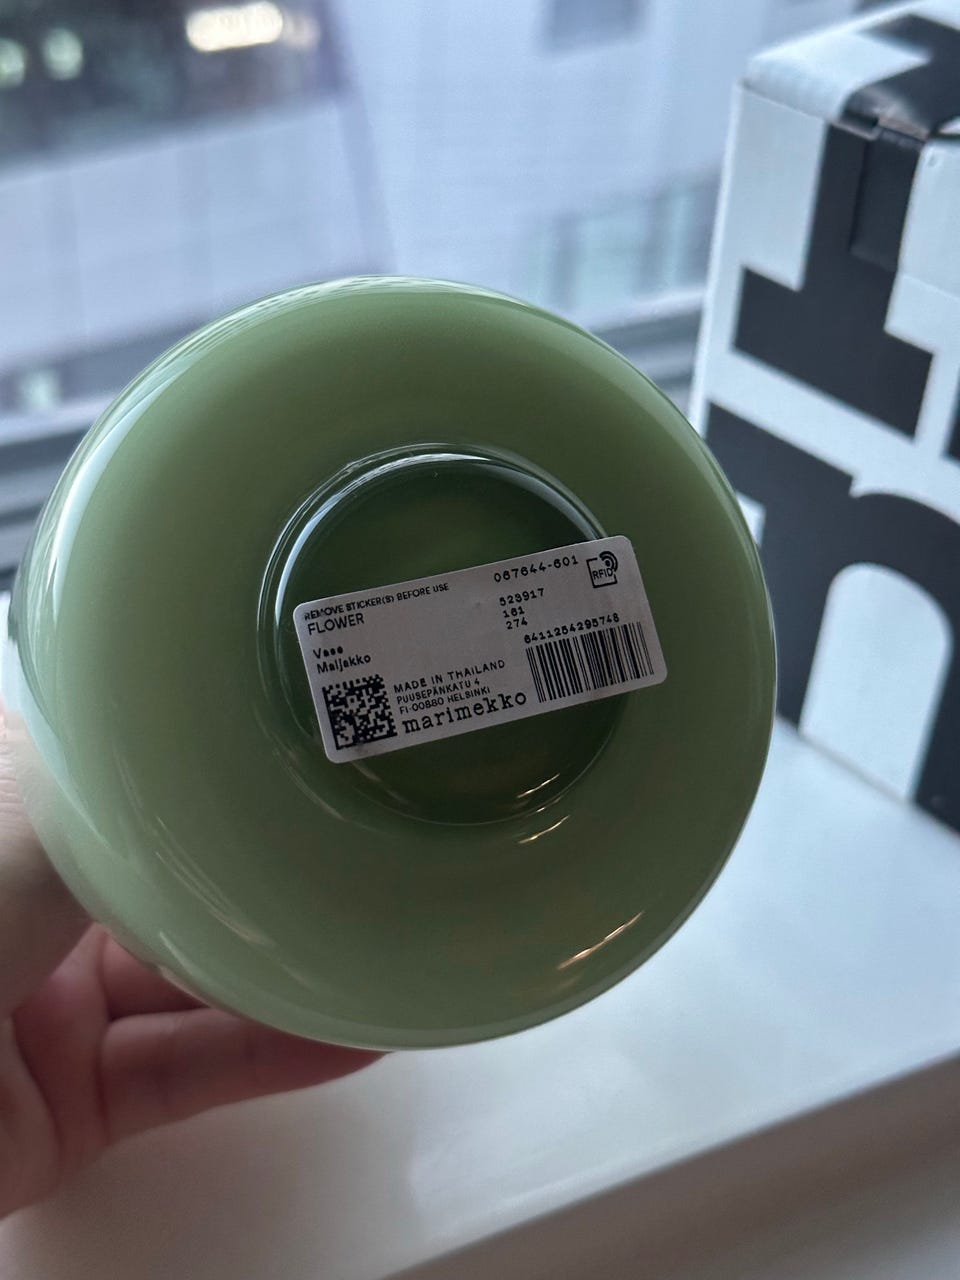 REMOVE STICKER(S) BEFORE USE
FLOWER
Vase
Maljakko
067644-601
RFID
528917
161
274
6411254295748
MADE IN THAILAND
PUUSEPÄNKATU 4
FI-00880 HELSINKI
marimekko